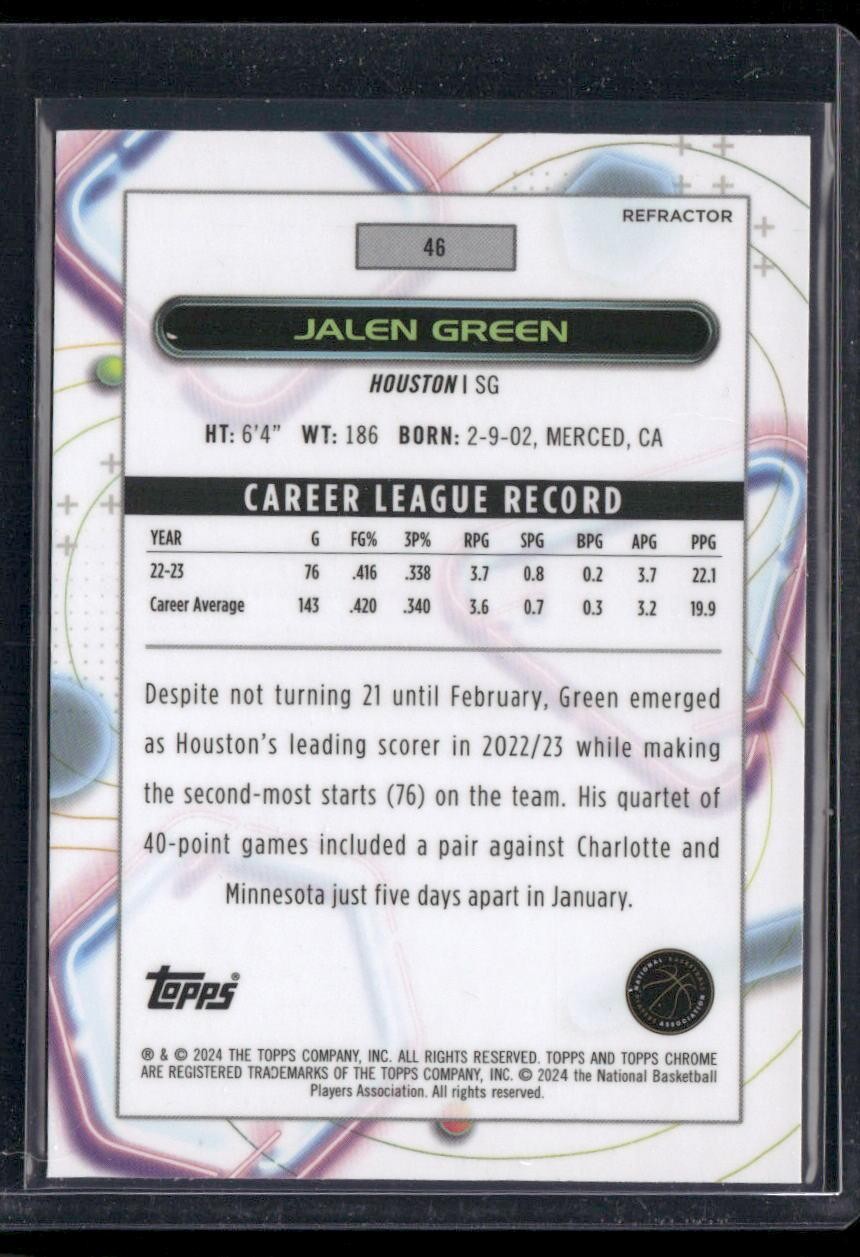 REFRACTOR
46
JALEN GREEN
HOUSTON | SG
HT: 6'4" WT: 186 BORN: 2-9-02, MERCED, CA
CAREER LEAGUE RECORD
YEAR G FG% 3P% RPG SPG BPG APG PPG
22-23 76 .416 .338 3.7 0.8 0.2 3.7 22.1
Career Average 143 .420 .340 3.6 0.7 0.3 3.2 19.9
Despite not turning 21 until February, Green emerged
as Houston's leading scorer in 2022/23 while making
the second-most starts (76) on the team. His quartet of
40-point games included a pair against Charlotte and
Minnesota just five days apart in January.
topps®
NATIONAL BASKETBALL
PLAYERS ASSOCIATION
® & © 2024 THE TOPPS COMPANY, INC. ALL RIGHTS RESERVED. TOPPS AND TOPPS CHROME
ARE REGISTERED TRADEMARKS OF THE TOPPS COMPANY, INC. © 2024 the National Basketball
Players Association. All rights reserved.